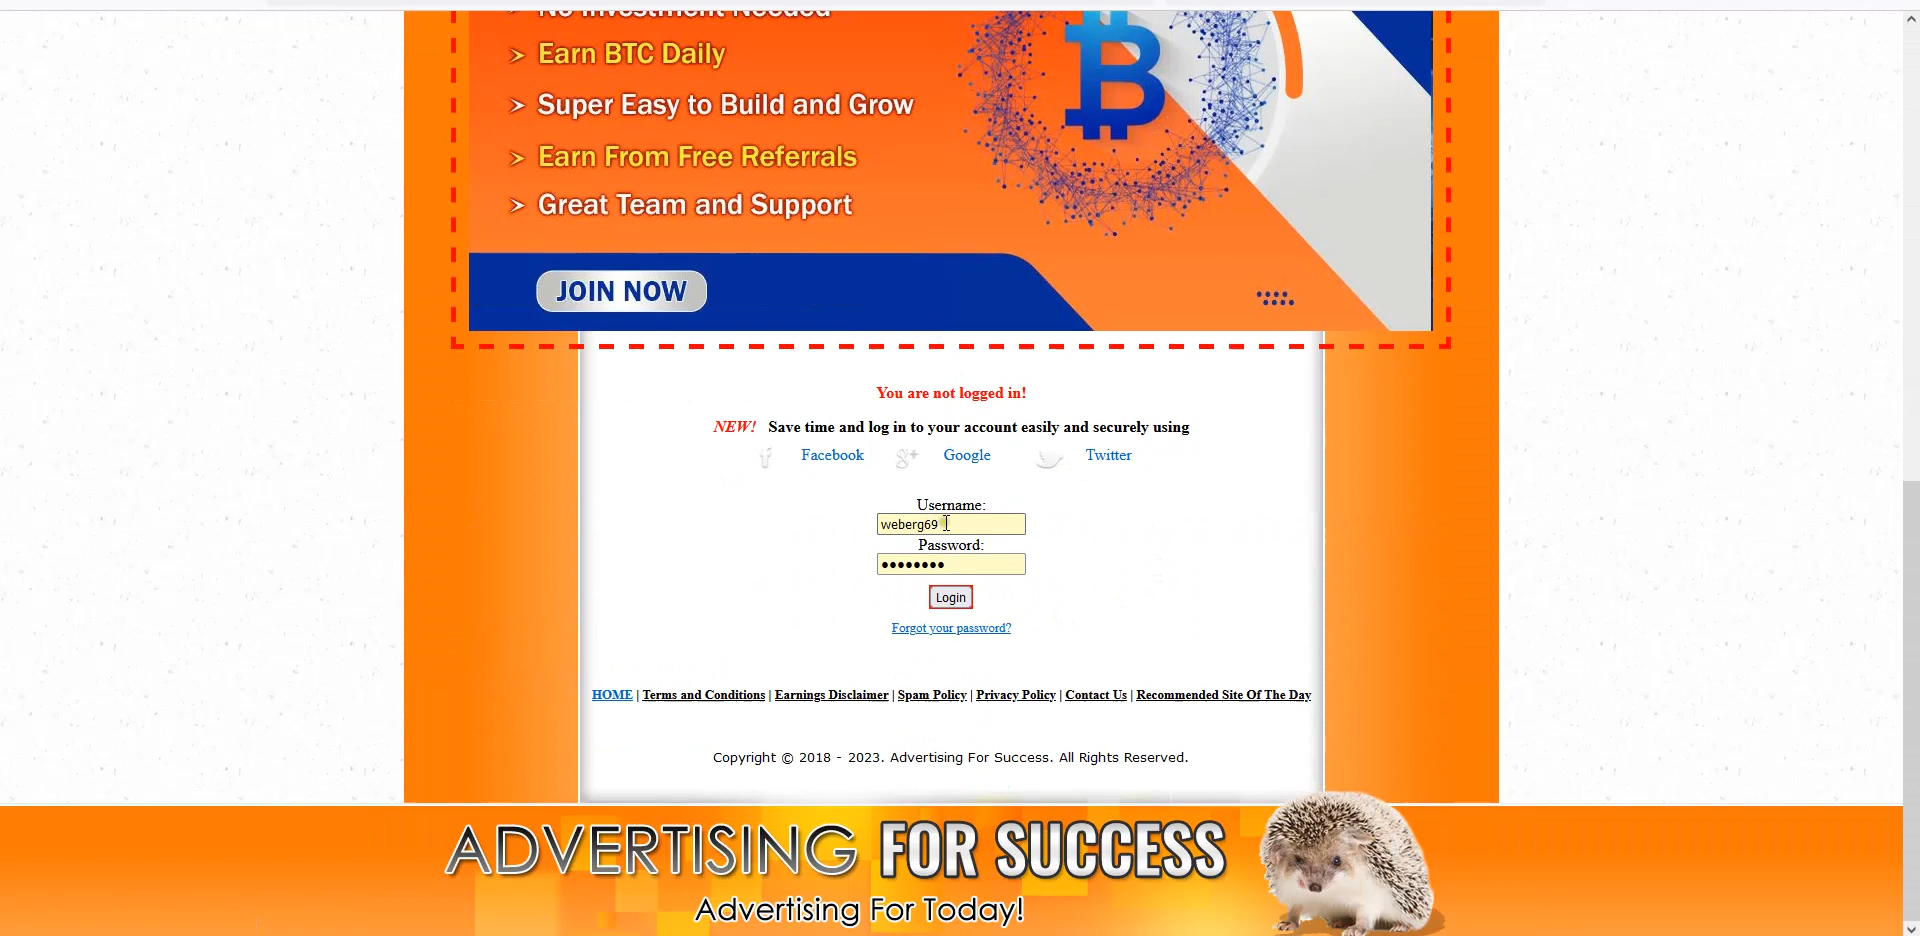 No Investment Needed
➢ Earn BTC Daily
➢ Super Easy to Build and Grow
➢ Earn From Free Referrals
➢ Great Team and Support
JOIN NOW
You are not logged in!
NEW! Save time and log in to your account easily and securely using
Facebook Google Twitter
Username:
weberg69
Password:
••••••••
Login
Forgot your password?
HOME | Terms and Conditions | Earnings Disclaimer | Spam Policy | Privacy Policy | Contact Us | Recommended Site Of The Day
Copyright © 2018 - 2023. Advertising For Success. All Rights Reserved.
ADVERTISING FOR SUCCESS
Advertising For Today!